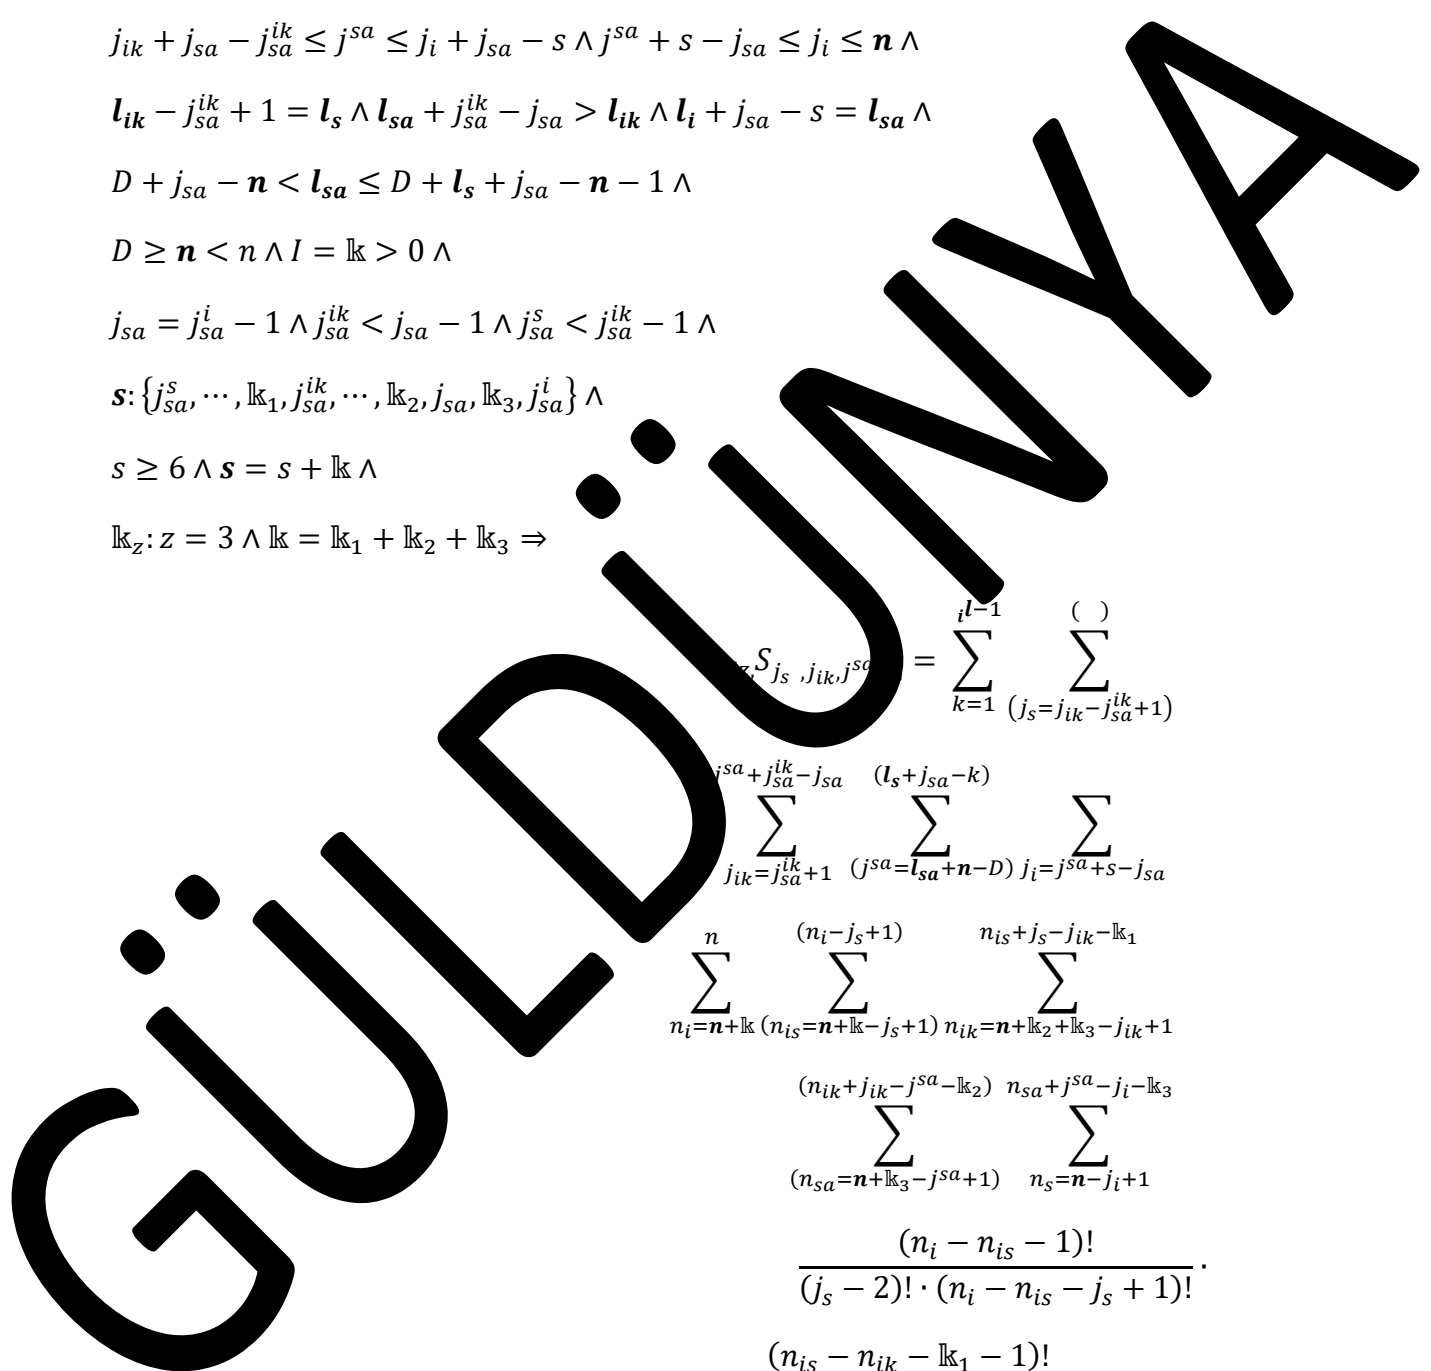 j_{ik} + j_{sa} − j_{sa}^{ik} ≤ j^{sa} ≤ j_i + j_{sa} − s ∧ j^{sa} + s − j_{sa} ≤ j_i ≤ n ∧
l_{ik} − j_{sa}^{ik} + 1 = l_s ∧ l_{sa} + j_{sa}^{ik} − j_{sa} > l_{ik} ∧ l_i + j_{sa} − s = l_{sa} ∧
D + j_{sa} − n < l_{sa} ≤ D + l_s + j_{sa} − n − 1 ∧
D ≥ n < n ∧ I = 𝕜 > 0 ∧
j_{sa} = j_{sa}^{i} − 1 ∧ j_{sa}^{ik} < j_{sa} − 1 ∧ j_{sa}^{s} < j_{sa}^{ik} − 1 ∧
s: {j_{sa}^{s}, ⋯, 𝕜_1, j_{sa}^{ik}, ⋯, 𝕜_2, j_{sa}, 𝕜_3, j_{sa}^{i}} ∧
s ≥ 6 ∧ s = s + 𝕜 ∧
𝕜_z: z = 3 ∧ 𝕜 = 𝕜_1 + 𝕜_2 + 𝕜_3 ⇒
S_{j_s, j_{ik}, j^{sa}} = ∑_{k=1}^{_il−1} ∑_{(j_s=j_{ik}−j_{sa}^{ik}+1)}^{( )}
∑_{j_{ik}=j_{sa}^{ik}+1}^{j^{sa}+j_{sa}^{ik}−j_{sa}} ∑_{(j^{sa}=l_{sa}+n−D)}^{(l_s+j_{sa}−k)} ∑_{j_i=j^{sa}+s−j_{sa}}
∑_{n_i=n+𝕜}^{n} ∑_{(n_{is}=n+𝕜−j_s+1)}^{(n_i−j_s+1)} ∑_{n_{ik}=n+𝕜_2+𝕜_3−j_{ik}+1}^{n_{is}+j_s−j_{ik}−𝕜_1}
∑_{(n_{sa}=n+𝕜_3−j^{sa}+1)}^{(n_{ik}+j_{ik}−j^{sa}−𝕜_2)} ∑_{n_s=n−j_i+1}^{n_{sa}+j^{sa}−j_i−𝕜_3}
(n_i − n_{is} − 1)!
(j_s − 2)! · (n_i − n_{is} − j_s + 1)! ·
(n_{is} − n_{ik} − 𝕜_1 − 1)!
GÜLDÜNYA